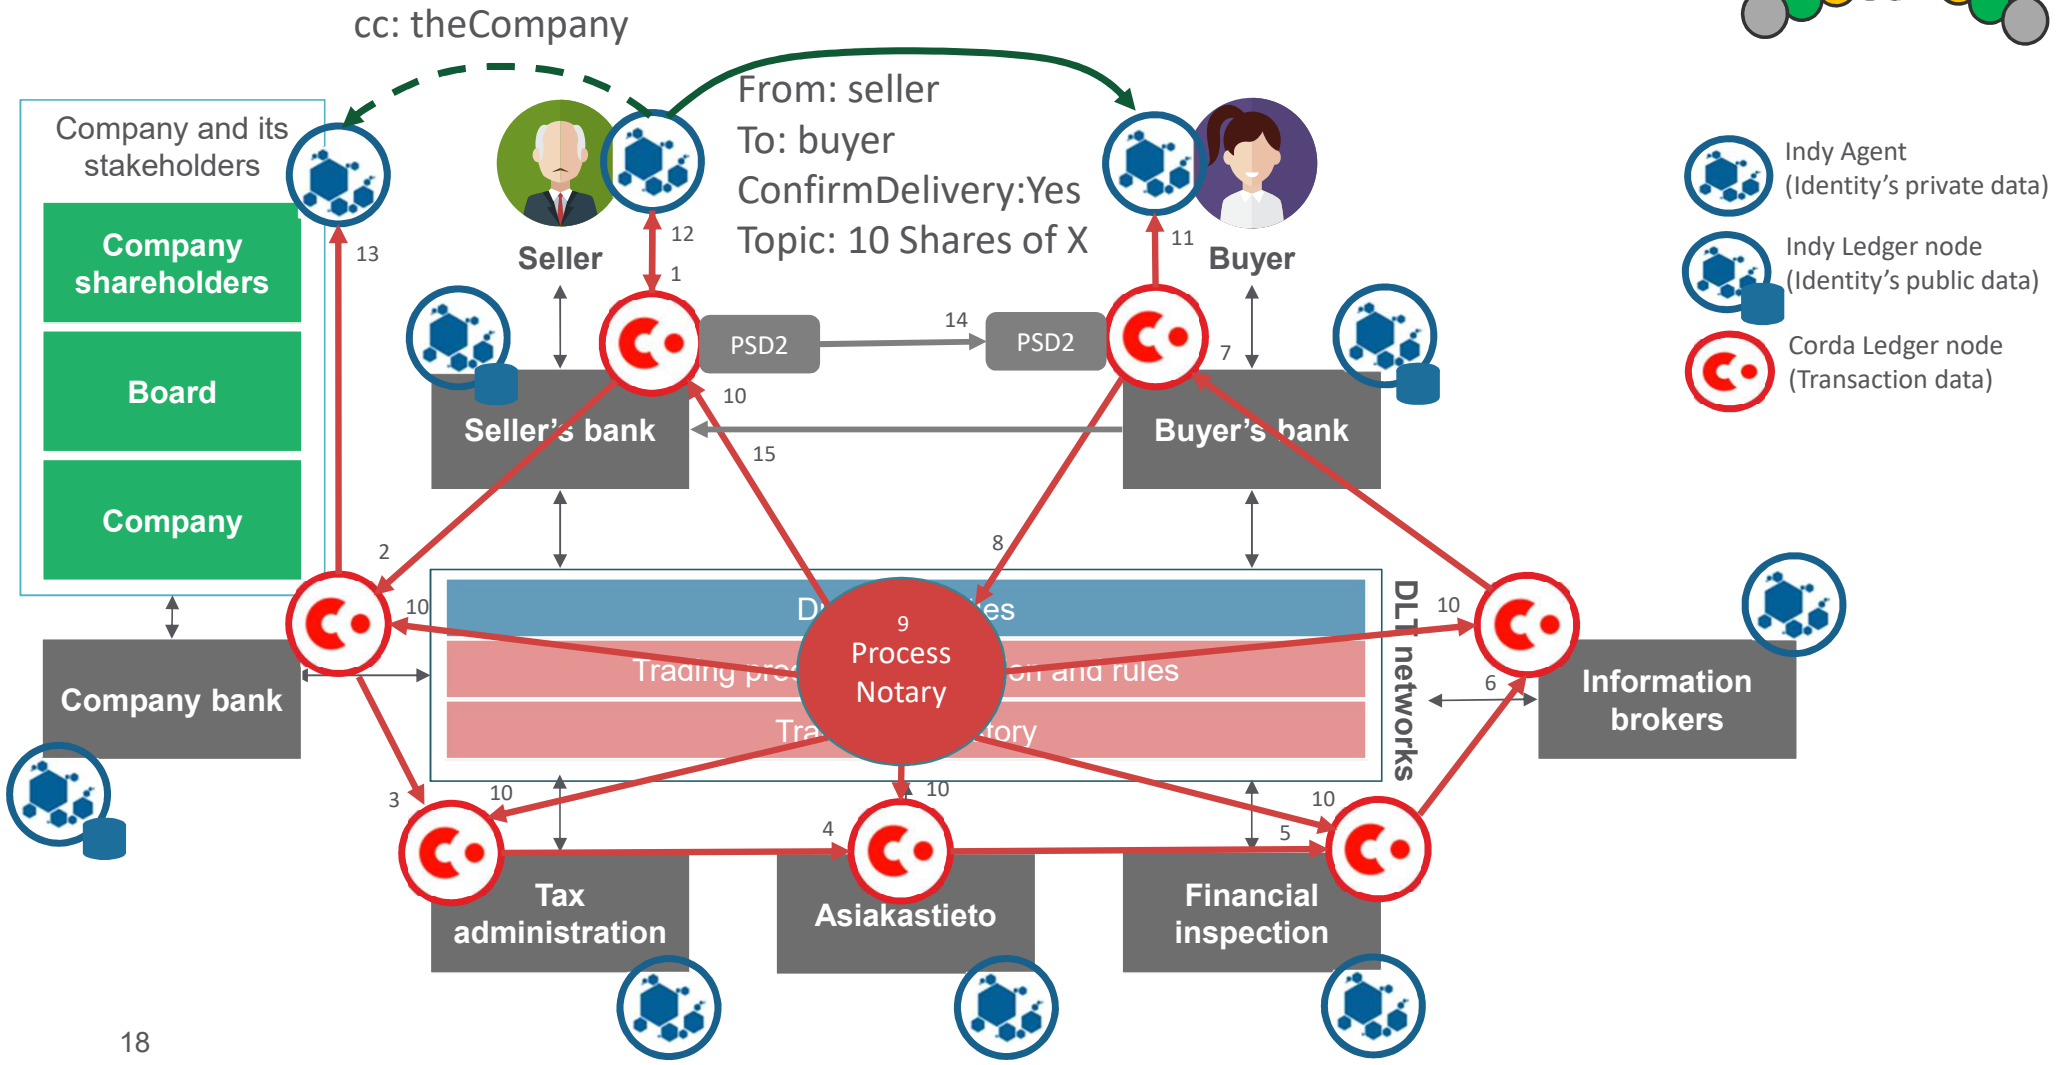 cc: theCompany
From: seller
To: buyer
ConfirmDelivery:Yes
Topic: 10 Shares of X
Company and its
stakeholders
Company
shareholders
Board
Company
13
Seller
12
1
11
Buyer
Indy Agent
(Identity's private data)
Indy Ledger node
(Identity's public data)
Corda Ledger node
(Transaction data)
PSD2
14
PSD2
7
10
Seller's bank
15
Buyer's bank
2
8
10
9
Process
Notary
Trading
on and rules
DLT networks
10
6
Information
brokers
Company bank
3
10
10
10
4
5
Tax
administration
Asiakastieto
Financial
inspection
18